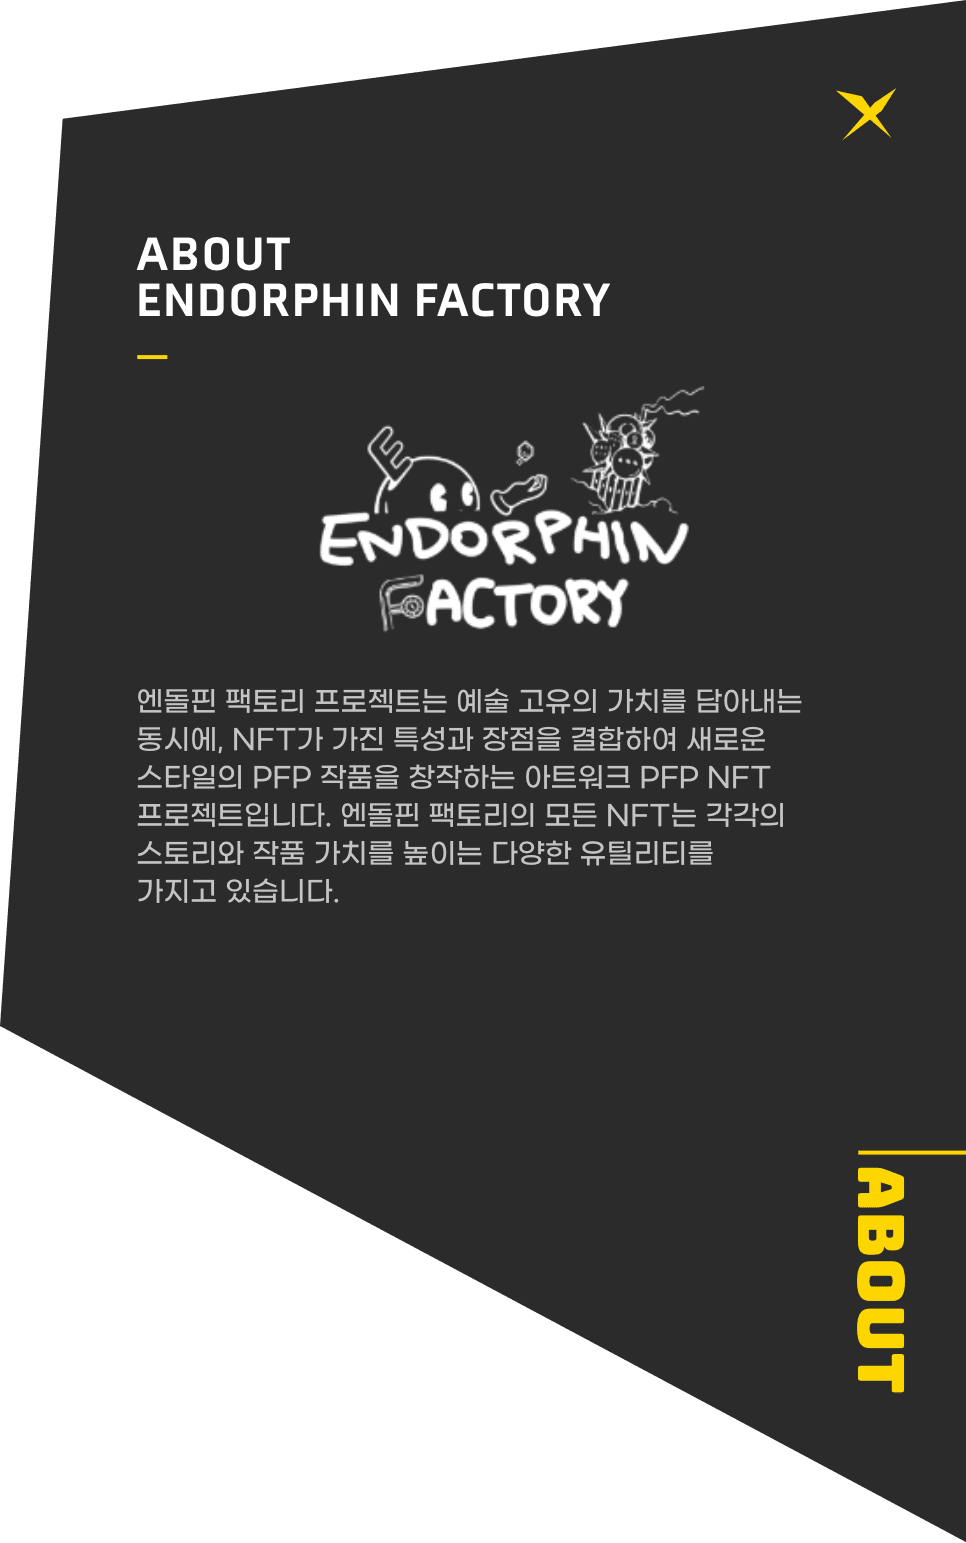 ABOUT
ENDORPHIN FACTORY
ENDORPHIN
FACTORY
엔돌핀 팩토리 프로젝트는 예술 고유의 가치를 담아내는
동시에, NFT가 가진 특성과 장점을 결합하여 새로운
스타일의 PFP 작품을 창작하는 아트워크 PFP NFT
프로젝트입니다. 엔돌핀 팩토리의 모든 NFT는 각각의
스토리와 작품 가치를 높이는 다양한 유틸리티를
가지고 있습니다.
ABOUT